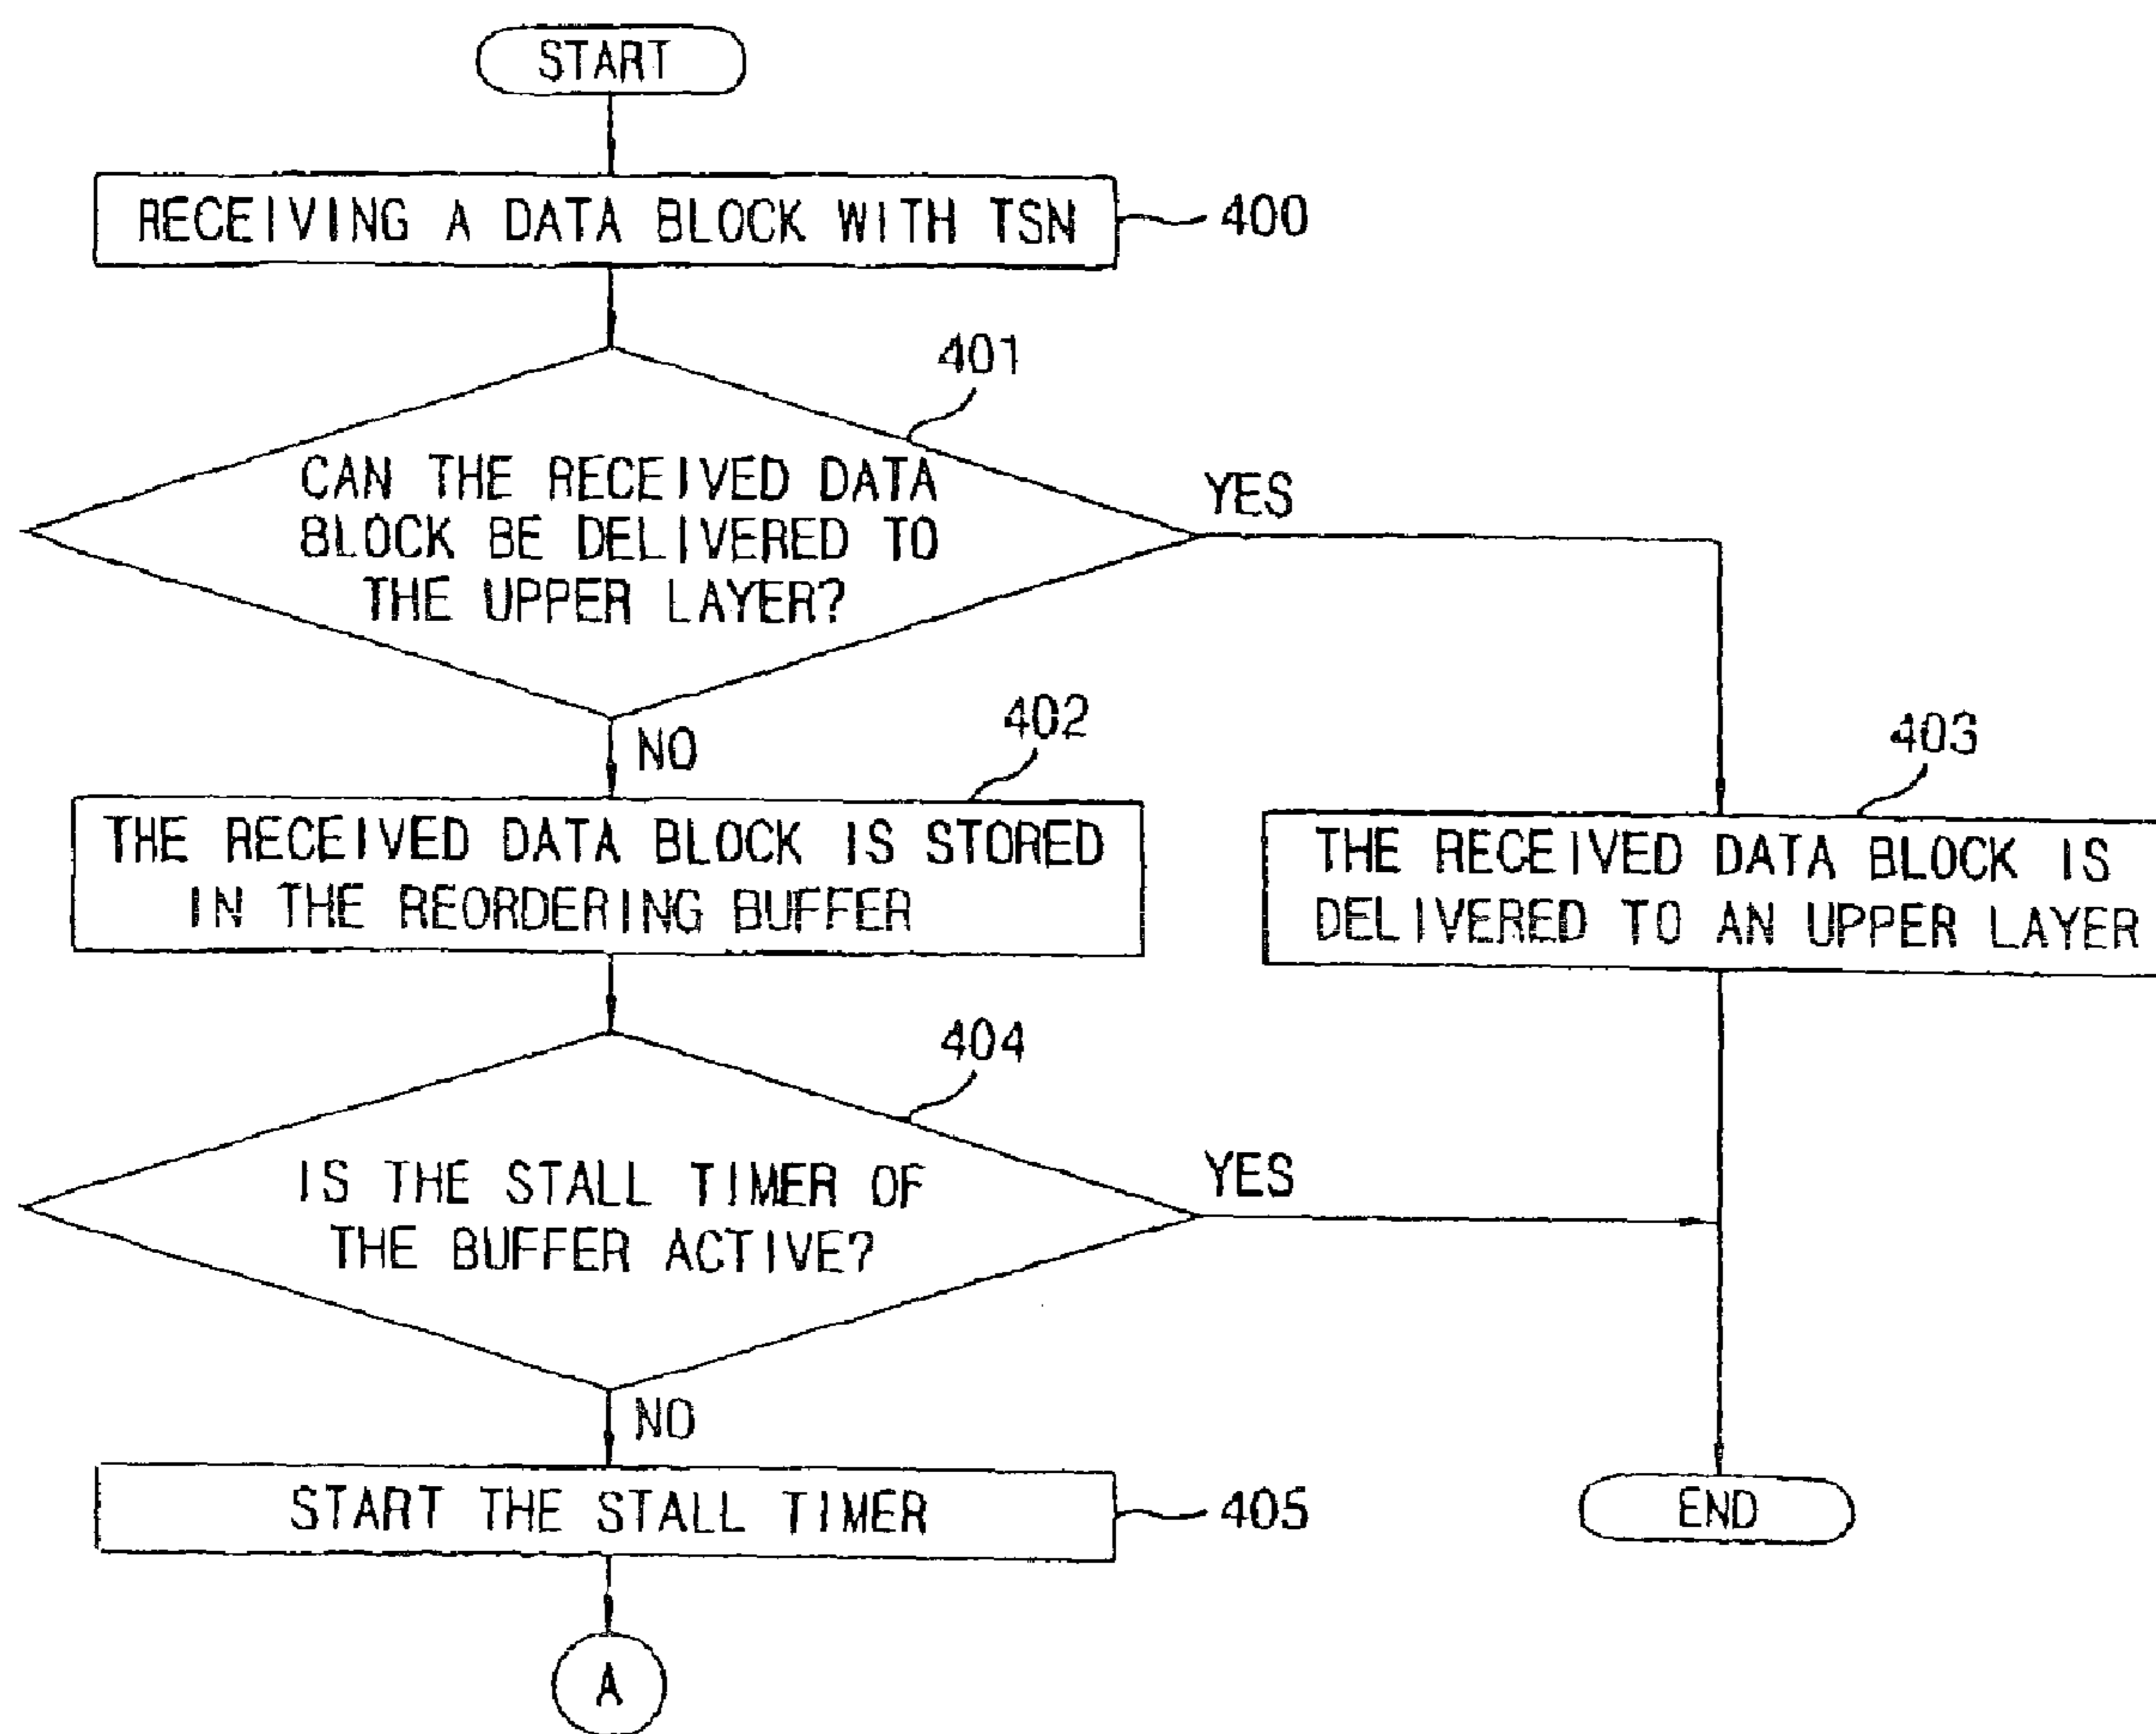 START
RECEIVING A DATA BLOCK WITH TSN
400
401
CAN THE RECEIVED DATA
BLOCK BE DELIVERED TO
THE UPPER LAYER?
YES
NO
402
THE RECEIVED DATA BLOCK IS STORED
IN THE REORDERING BUFFER
403
THE RECEIVED DATA BLOCK IS
DELIVERED TO AN UPPER LAYER
404
IS THE STALL TIMER OF
THE BUFFER ACTIVE?
YES
NO
START THE STALL TIMER
405
END
A